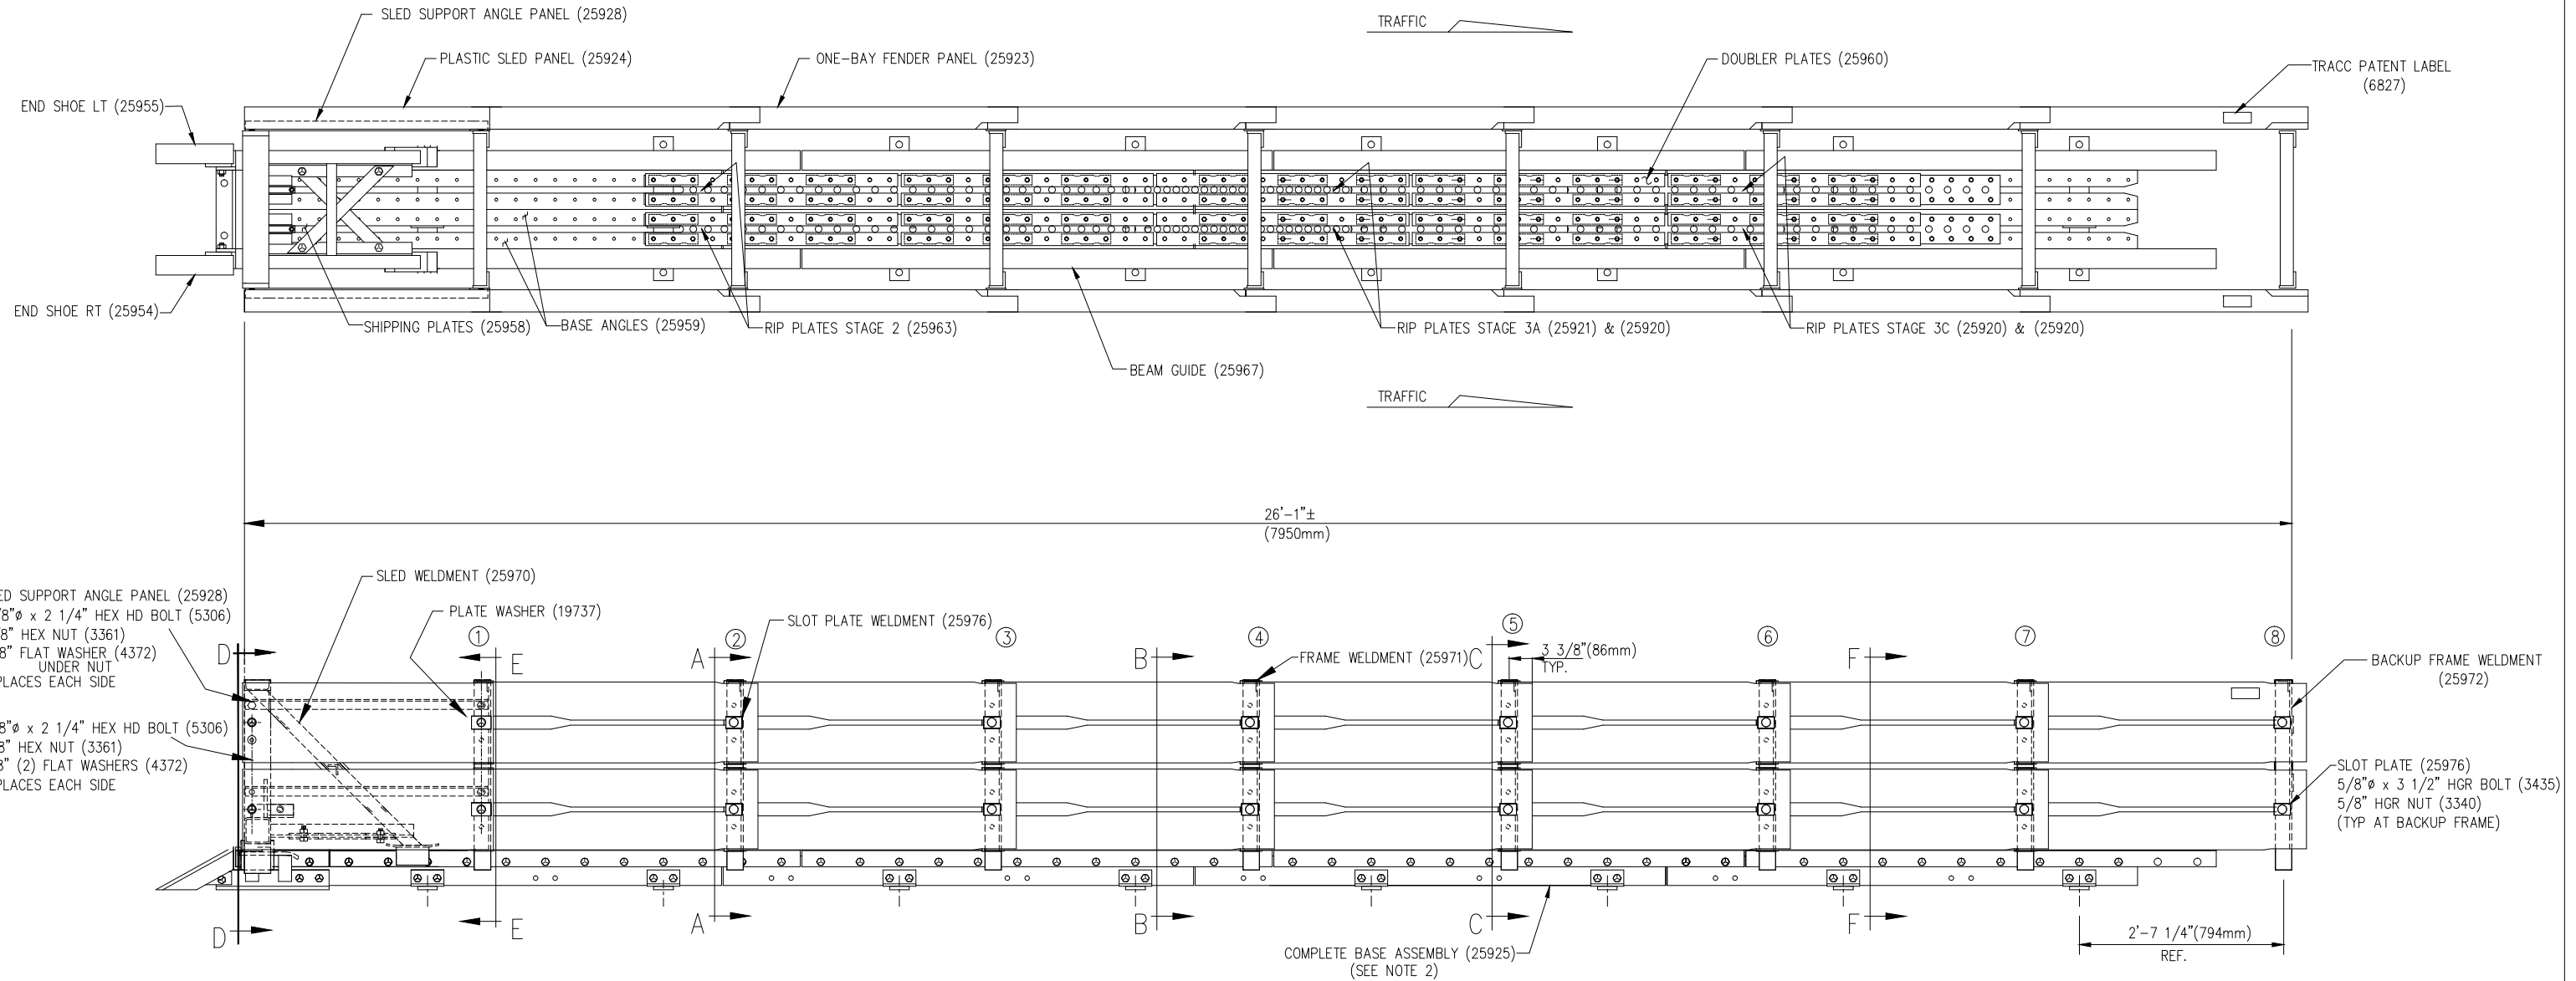 SLED SUPPORT ANGLE PANEL (25928)
TRAFFIC
PLASTIC SLED PANEL (25924)
ONE-BAY FENDER PANEL (25923)
DOUBLER PLATES (25960)
TRACC PATENT LABEL
(6827)
END SHOE LT (25955)
END SHOE RT (25954)
SHIPPING PLATES (25958)
BASE ANGLES (25959)
RIP PLATES STAGE 2 (25963)
RIP PLATES STAGE 3A (25921) & (25920)
RIP PLATES STAGE 3C (25920) & (25920)
BEAM GUIDE (25967)
TRAFFIC
26'-1"±
(7950mm)
SLED WELDMENT (25970)
ED SUPPORT ANGLE PANEL (25928)
/8"ø x 2 1/4" HEX HD BOLT (5306)
/8" HEX NUT (3361)
8" FLAT WASHER (4372)
UNDER NUT
PLACES EACH SIDE
PLATE WASHER (19737)
SLOT PLATE WELDMENT (25976)
1
2
3
4
5
6
7
8
D
E
A
B
FRAME WELDMENT (25971)
C
3 3/8"(86mm)
TYP.
F
BACKUP FRAME WELDMENT
(25972)
8"ø x 2 1/4" HEX HD BOLT (5306)
8" HEX NUT (3361)
8" (2) FLAT WASHERS (4372)
PLACES EACH SIDE
SLOT PLATE (25976)
5/8"ø x 3 1/2" HGR BOLT (3435)
5/8" HGR NUT (3340)
(TYP AT BACKUP FRAME)
D
E
A
B
C
F
2'-7 1/4"(794mm)
REF.
COMPLETE BASE ASSEMBLY (25925)
(SEE NOTE 2)